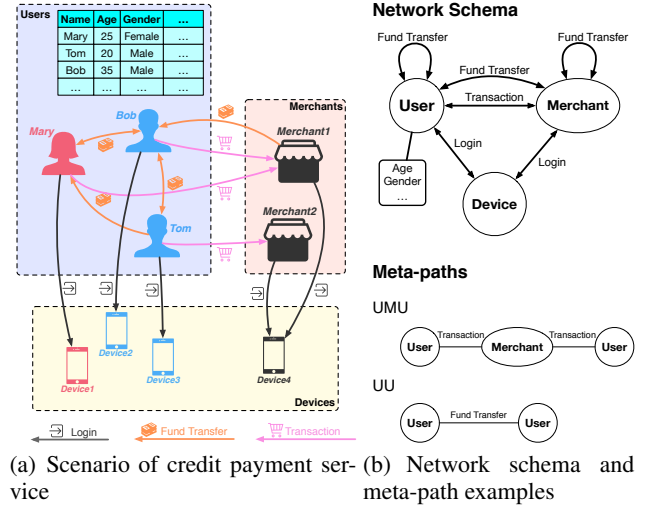 Users
Name Age Gender …
Mary 25 Female …
Tom 20 Male …
Bob 35 Male …
… … … …
Bob
Mary
Tom
Merchants
Merchant1
Merchant2
Device1
Device2
Device3
Device4
Devices
Login
Fund Transfer
Transaction
(a) Scenario of credit payment ser-
vice
Network Schema
Fund Transfer
Fund Transfer
Fund Transfer
Transaction
User
Merchant
Login
Login
Age
Gender
…
Device
Meta-paths
UMU
User Transaction Merchant Transaction User
UU
User Fund Transfer User
(b) Network schema and
meta-path examples